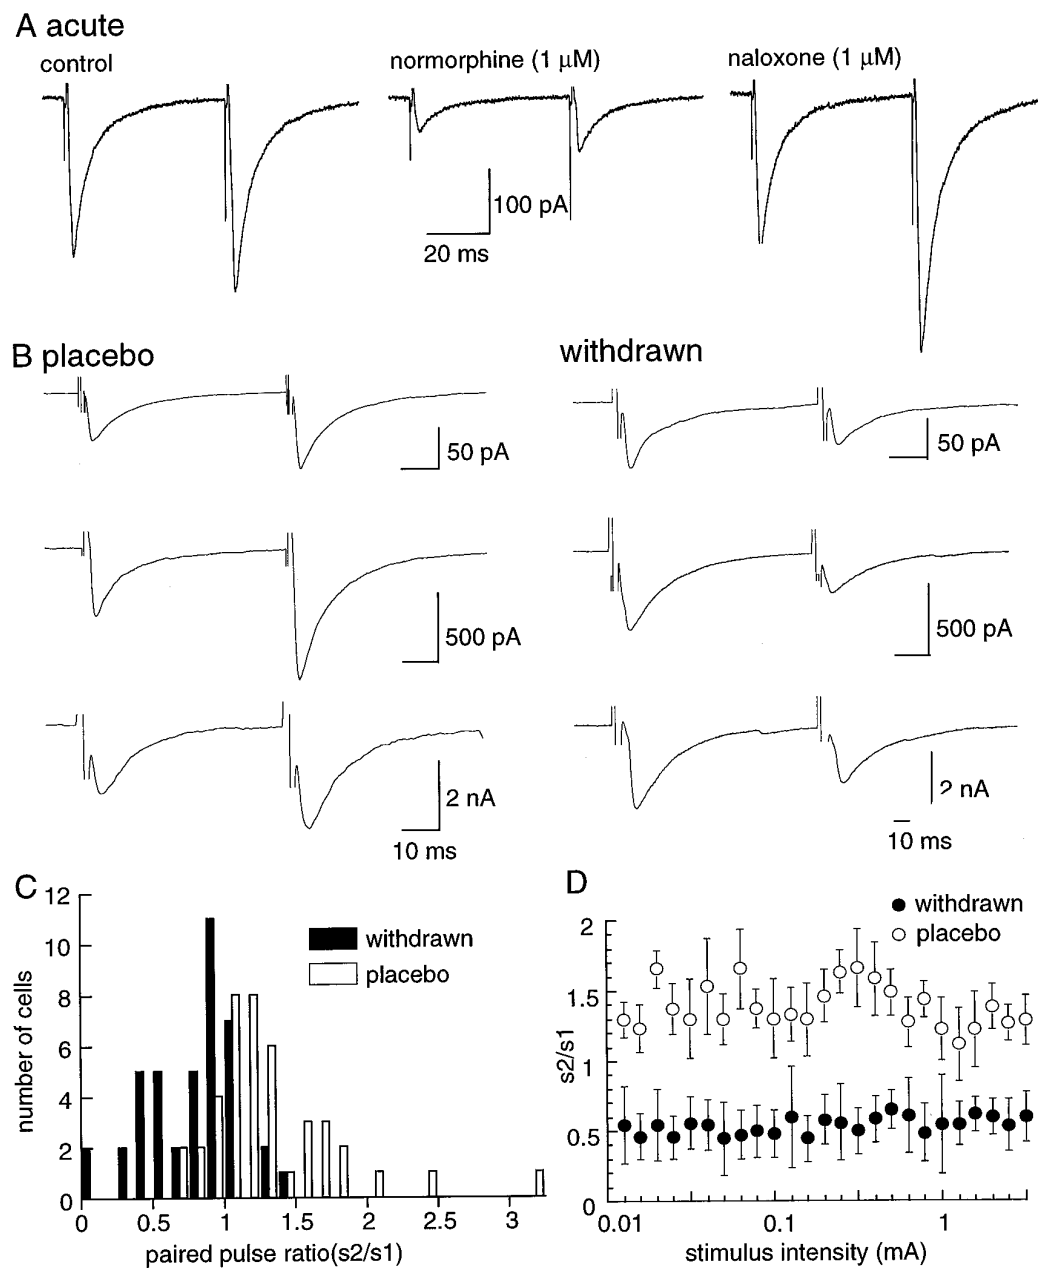 A acute
control
normorphine (1 µM)
naloxone (1 µM)
100 pA
20 ms
B placebo
withdrawn
50 pA
50 pA
500 pA
500 pA
2 nA
2 nA
10 ms
10 ms
C
12
10
8
6
4
2
0
number of cells
withdrawn
placebo
0
0.5
1
1.5
2
2.5
3
paired pulse ratio(s2/s1)
D
withdrawn
placebo
2
1.5
1
0.5
0
s2/s1
0.01
0.1
1
stimulus intensity (mA)